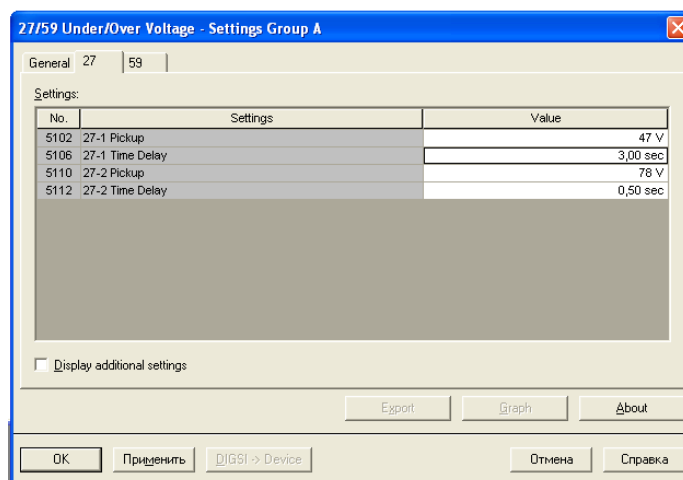 27/59 Under/Over Voltage - Settings Group A
General 27 59
Settings:
No. Settings Value
5102 27-1 Pickup 47 V
5106 27-1 Time Delay 3,00 sec
5110 27-2 Pickup 78 V
5112 27-2 Time Delay 0,50 sec
Display additional settings
Export Graph About
OK Применить DIGSI -> Device Отмена Справка